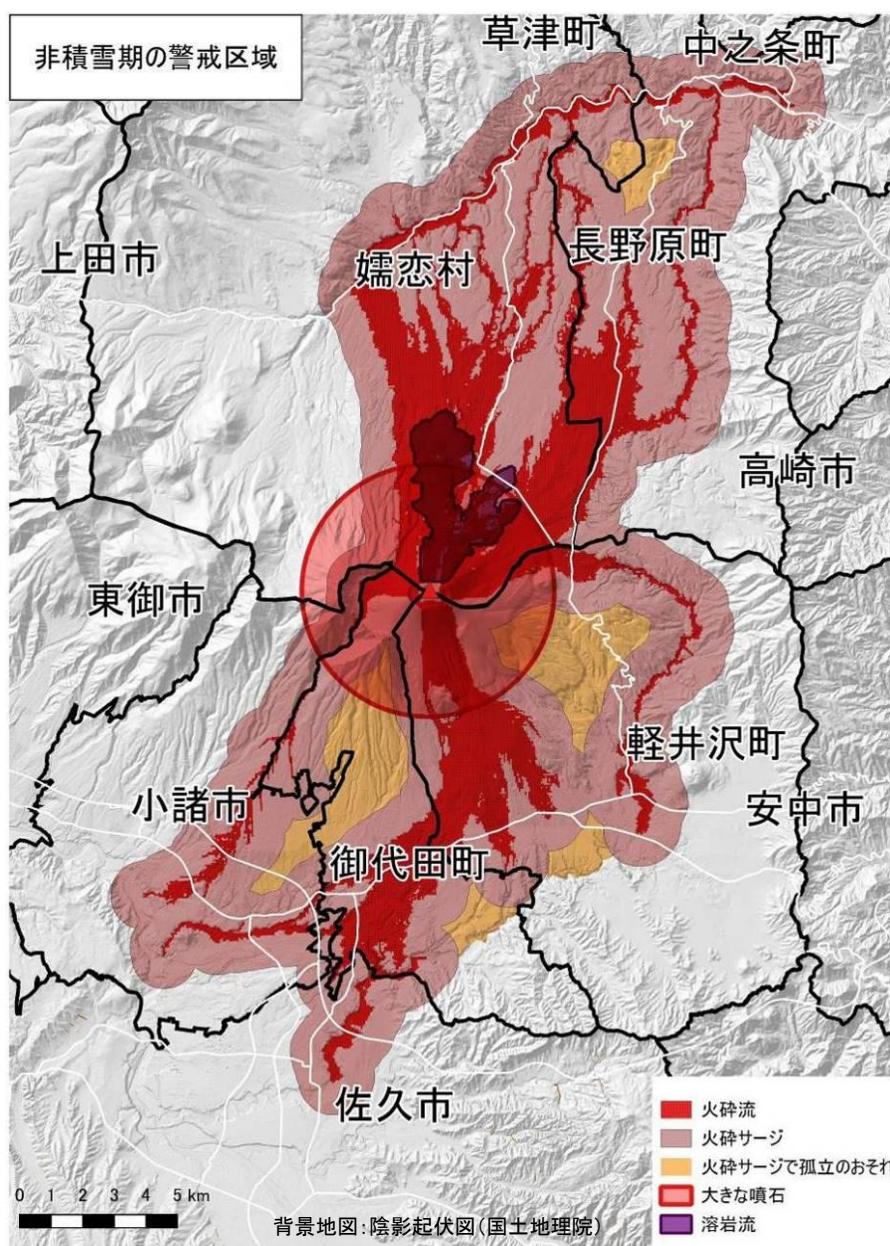 非積雪期の警戒区域
草津町
中之条町
上田市
嬬恋村
長野原町
高崎市
東御市
軽井沢町
小諸市
安中市
御代田町
佐久市
火砕流
火砕サージ
火砕サージで孤立のおそれ
大きな噴石
溶岩流
0 1 2 3 4 5 km
背景地図:陰影起伏図(国土地理院)